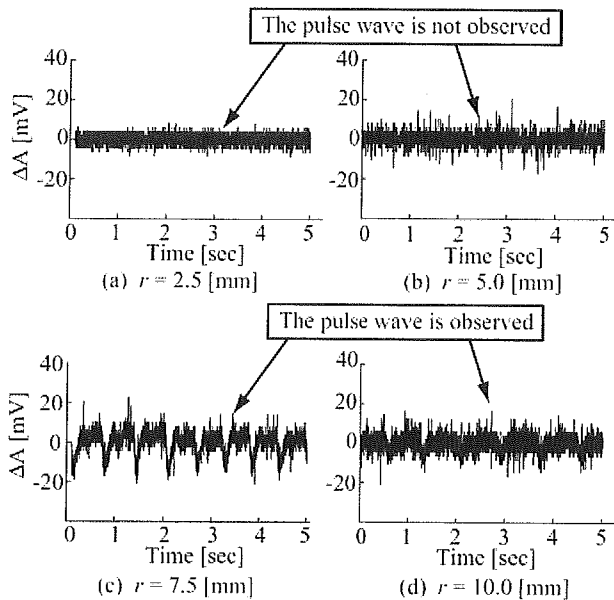 The pulse wave is not observed
ΔA [mV]
40
20
0
-20
0 1 2 3 4 5
Time [sec]
(a) r = 2.5 [mm]
40
20
0
-20
0 1 2 3 4 5
Time [sec]
(b) r = 5.0 [mm]
The pulse wave is observed
ΔA [mV]
40
20
0
-20
0 1 2 3 4 5
Time [sec]
(c) r = 7.5 [mm]
40
20
0
-20
0 1 2 3 4 5
Time [sec]
(d) r = 10.0 [mm]